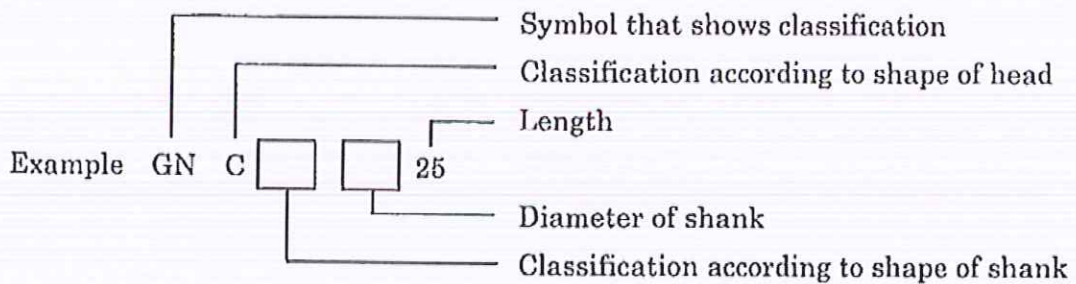 Symbol that shows classification
Classification according to shape of head
Length
Example GN C 25
Diameter of shank
Classification according to shape of shank